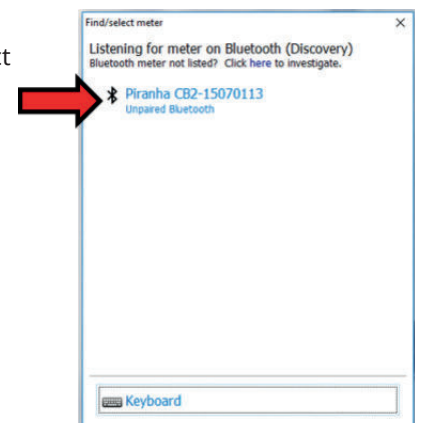 Find/select meter
Listening for meter on Bluetooth (Discovery)
Bluetooth meter not listed? Click here to investigate.
ct
Piranha CB2-15070113
Unpaired Bluetooth
Keyboard